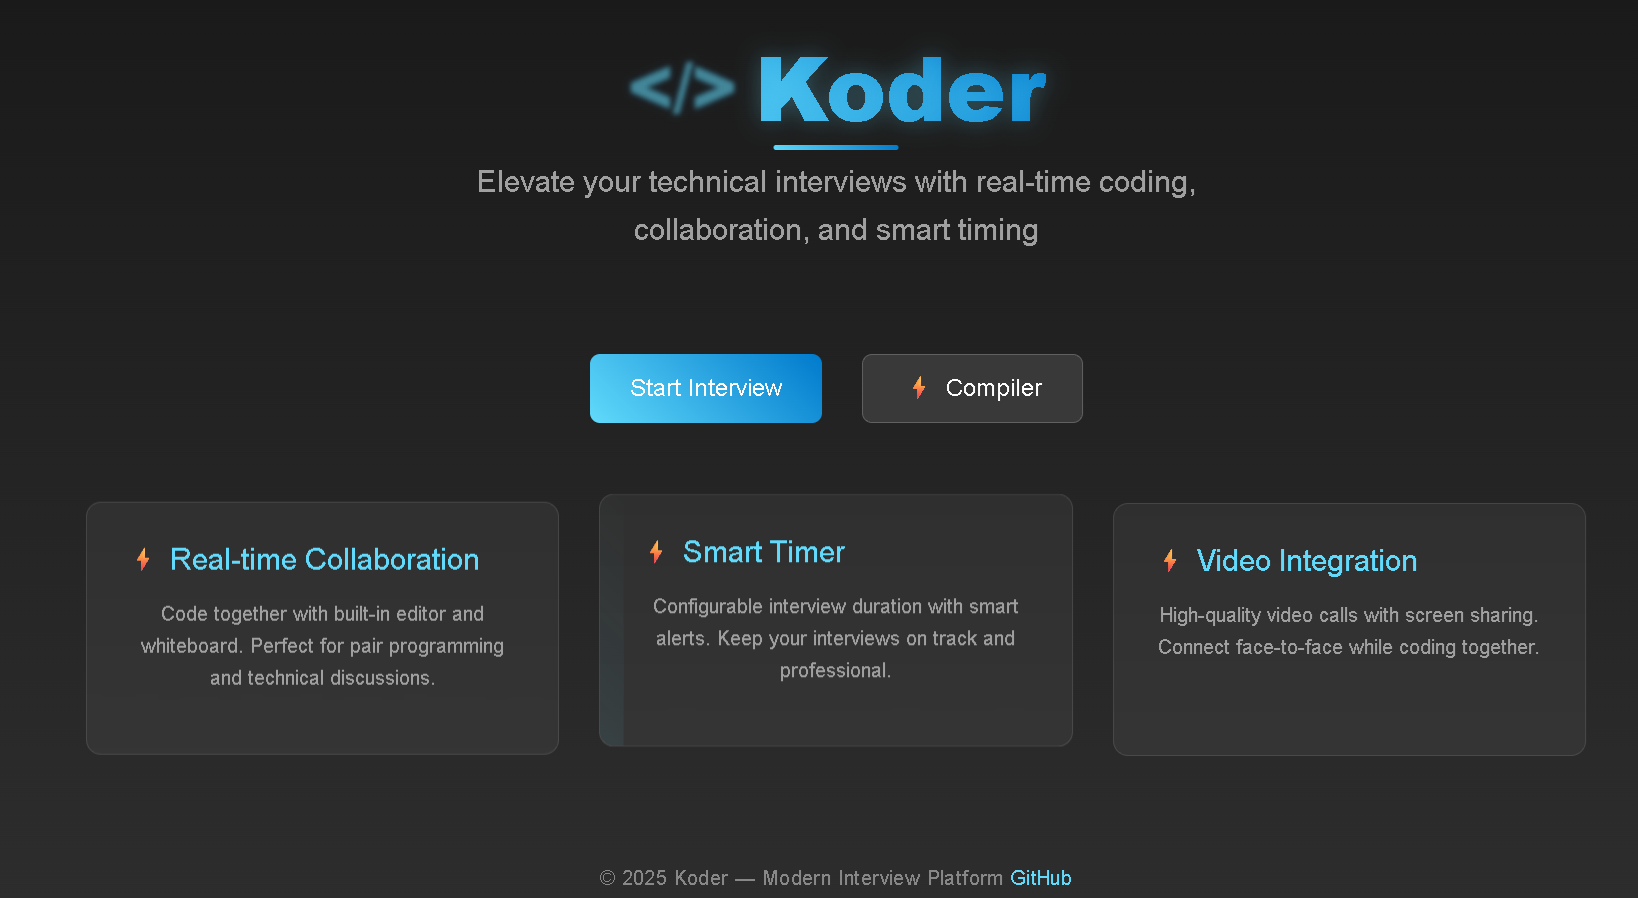 </> Koder
Elevate your technical interviews with real-time coding,
collaboration, and smart timing
Start Interview
Compiler
Real-time Collaboration
Code together with built-in editor and
whiteboard. Perfect for pair programming
and technical discussions.
Smart Timer
Configurable interview duration with smart
alerts. Keep your interviews on track and
professional.
Video Integration
High-quality video calls with screen sharing.
Connect face-to-face while coding together.
© 2025 Koder — Modern Interview Platform GitHub